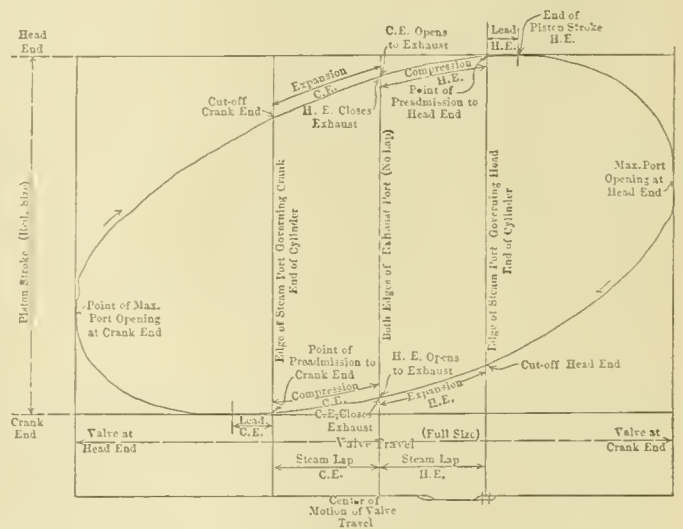 Head
End
C.E. Opens
to Exhaust
Lead
H.E.
End of
Piston Stroke
H.E.
Expansion
C.E.
Compression
H.E.
Cut-off
Crank End
H. E. Closes
Exhaust
Point of
Preadmission to
Head End
Max. Port
Opening at
Head End
Piston Stroke (Red. Size)
Edge of Steam Port Governing Crank
End of Cylinder
Both Edges of Exhaust Port (No Lap)
Edge of Steam Port Governing Head
End of Cylinder
Point of Max.
Port Opening
at Crank End
Point of
Preadmission to
Crank End
H. E. Opens
to Exhaust
Cut-off Head End
Compression
C.E.
Expansion
H.E.
C.E. Closes
Exhaust
Crank
End
Lead
C.E.
Valve at
Head End
Valve Travel (Full Size)
Valve at
Crank End
Steam Lap
C.E.
Steam Lap
H.E.
Center of
Motion of Valve
Travel